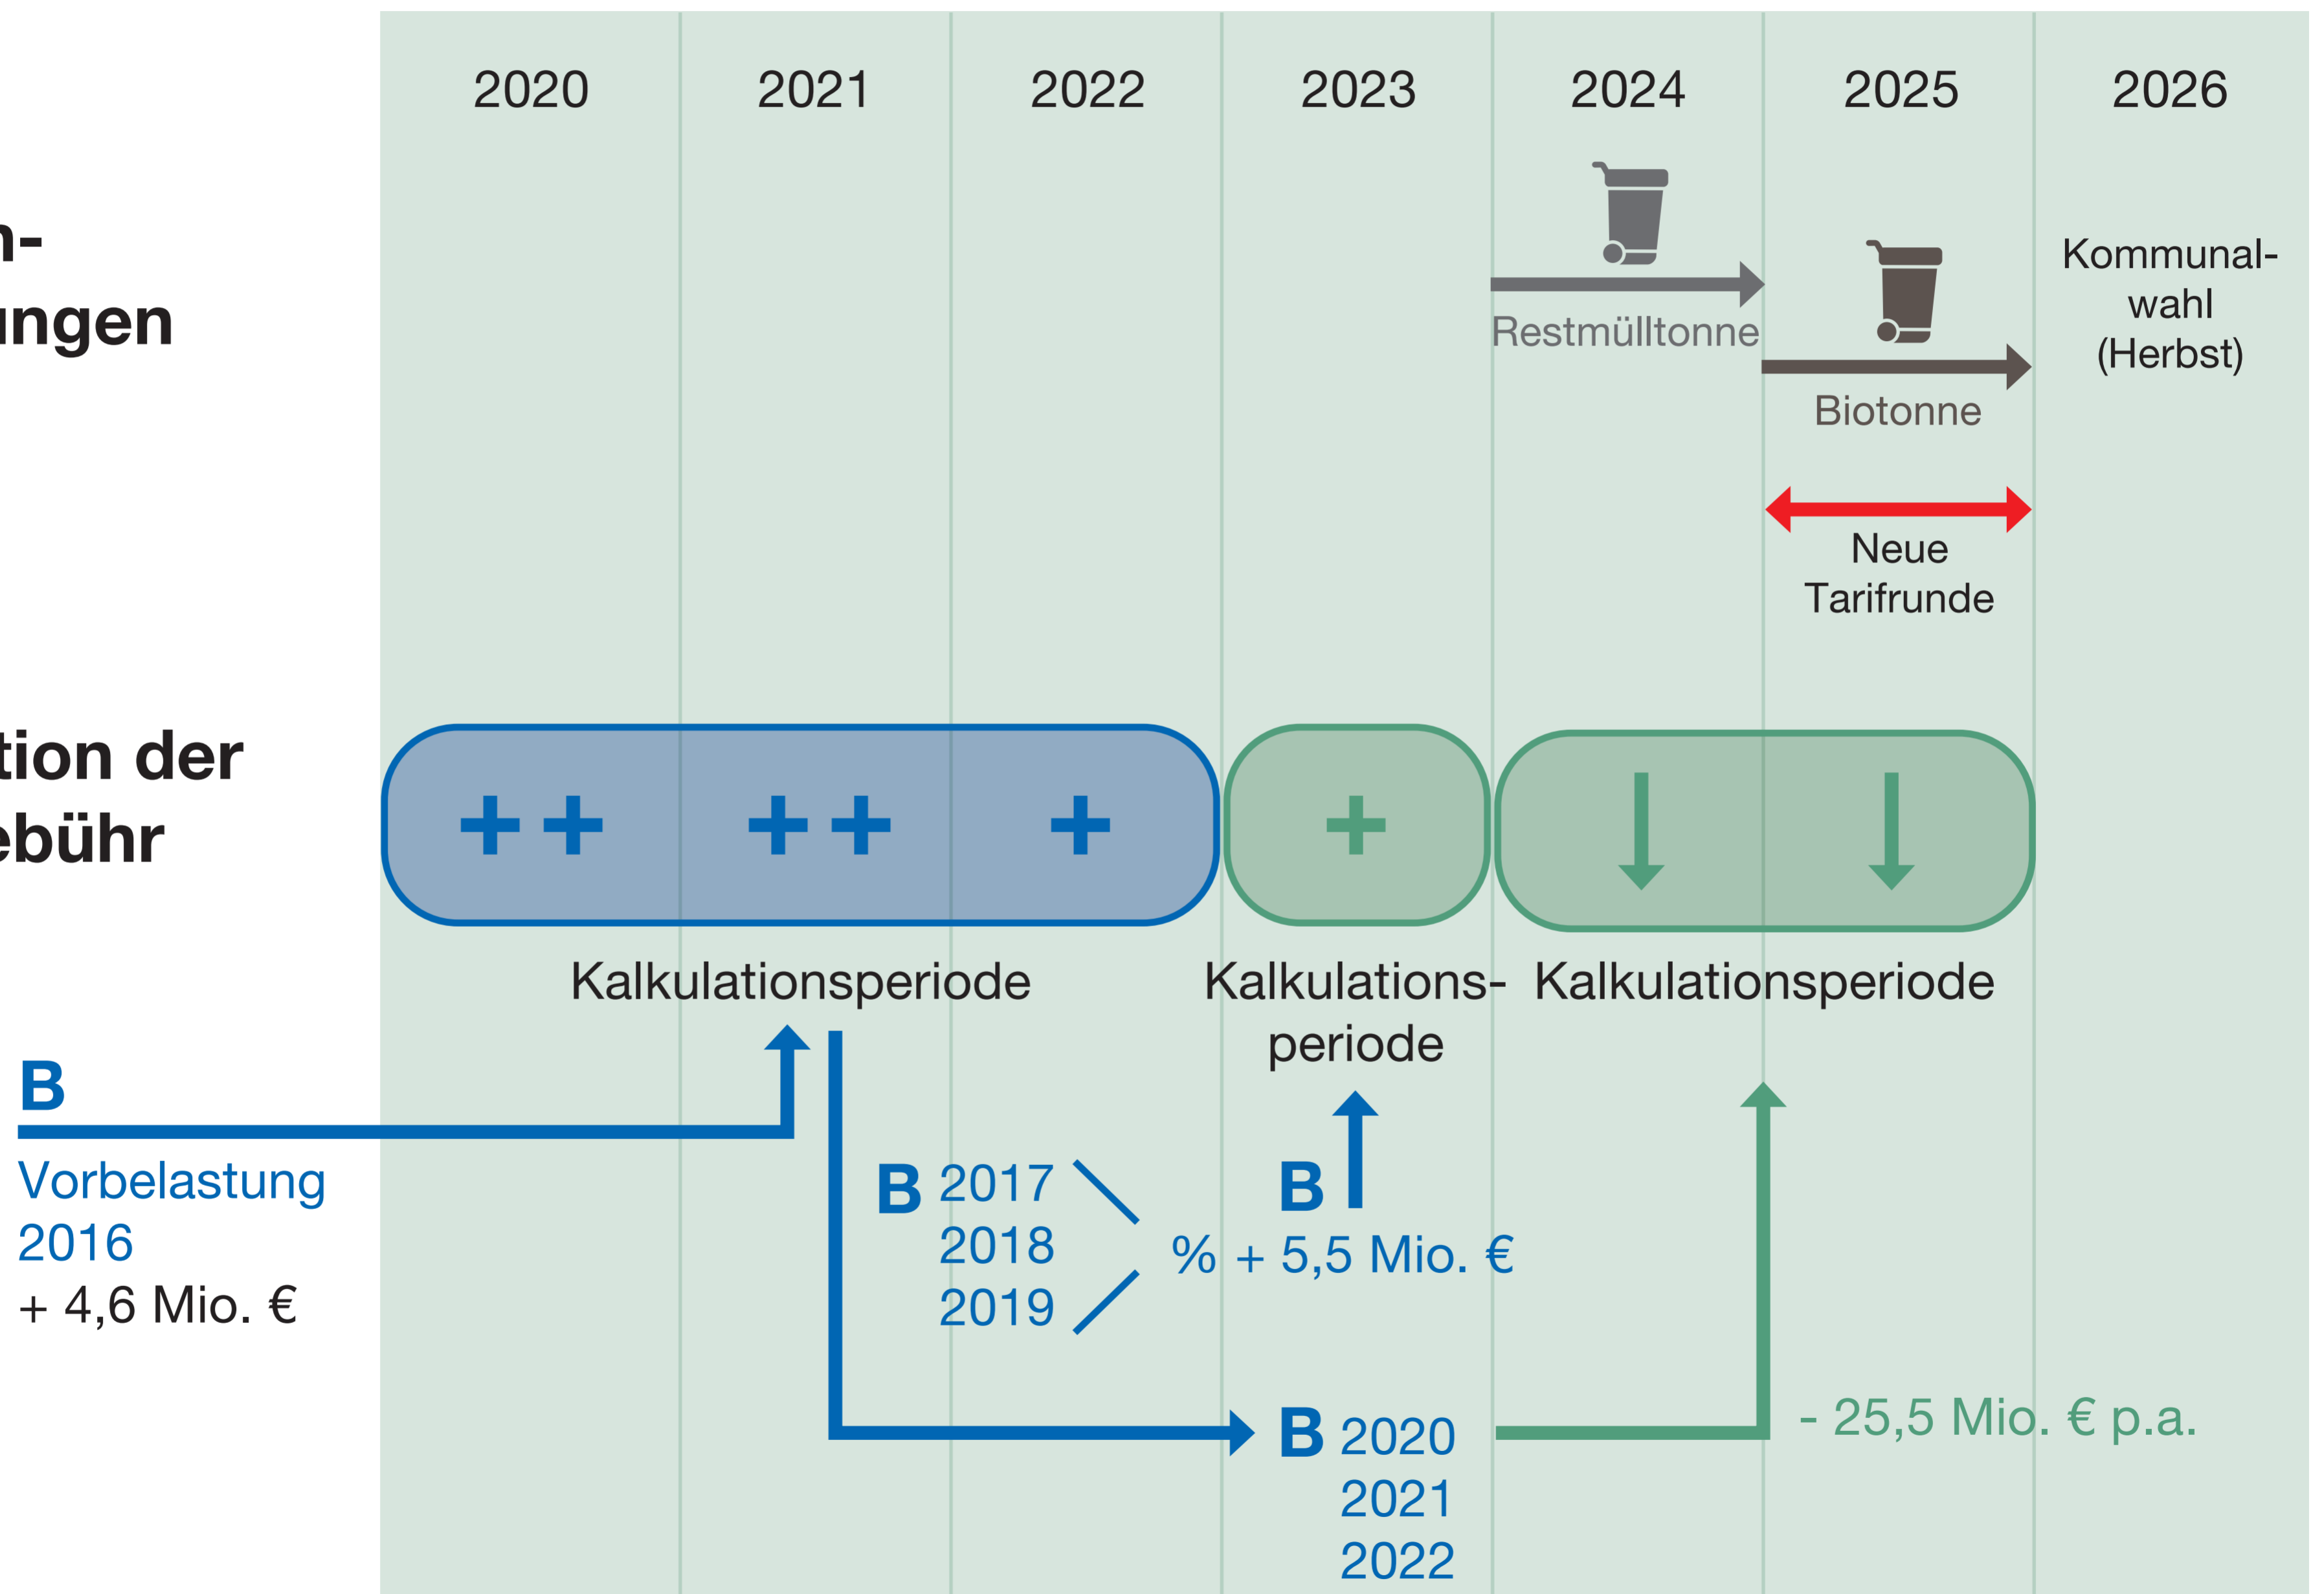 2020 2021 2022 2023 2024 2025 2026
n-
ungen
Restmülltonne
Biotonne
Kommunal-
wahl
(Herbst)
Neue
Tarifrunde
tion der
ebühr
+ + + + + +
Kalkulationsperiode
Kalkulations-
periode
Kalkulationsperiode
B
Vorbelastung
2016
+ 4,6 Mio. €
B 2017
2018
2019
B
% + 5,5 Mio. €
B 2020
2021
2022
- 25,5 Mio. € p.a.